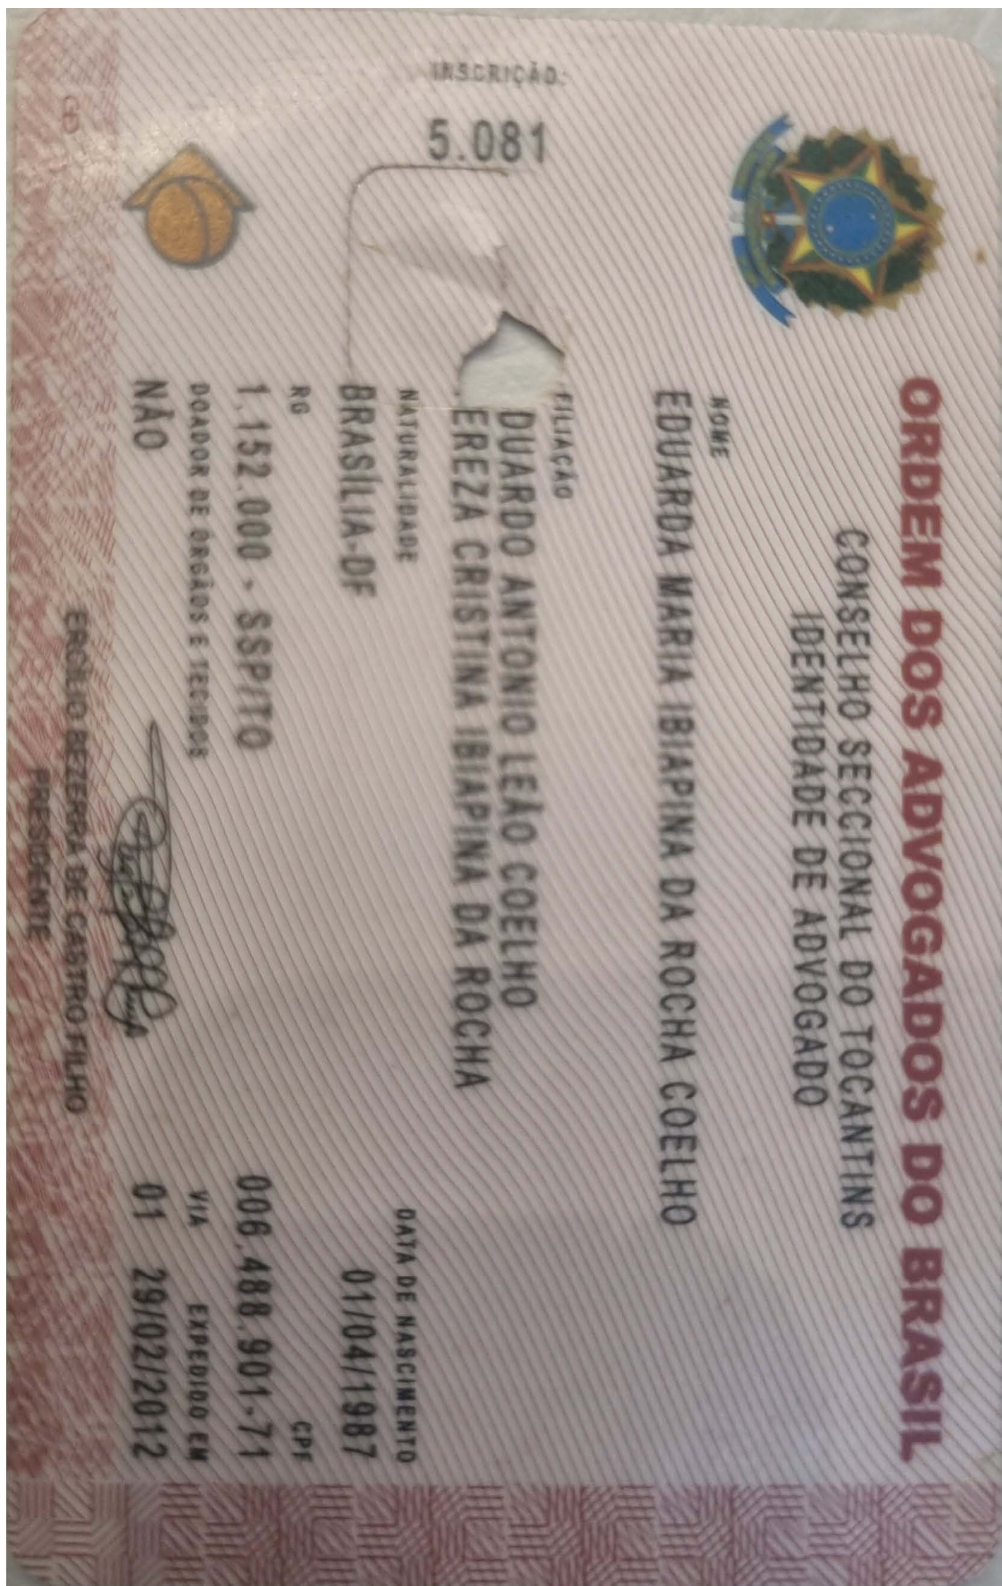 ORDEM DOS ADVOGADOS DO BRASIL
CONSELHO SECCIONAL DO TOCANTINS
IDENTIDADE DE ADVOGADO
INSCRIÇÃO:
5.081
NOME
EDUARDA MARIA IBIAPINA DA ROCHA COELHO
FILIAÇÃO
DUARDO ANTONIO LEÃO COELHO
EREZA CRISTINA IBIAPINA DA ROCHA
NATURALIDADE DATA DE NASCIMENTO
BRASÍLIA-DF 01/04/1987
RG CPF
1.152.000 - SSP/TO 006.488.901-71
DOADOR DE ÓRGÃOS E TECIDOS VIA EXPEDIDO EM
NÃO 01 29/02/2012
ERCÍLIO BEZERRA DE CASTRO FILHO
PRESIDENTE